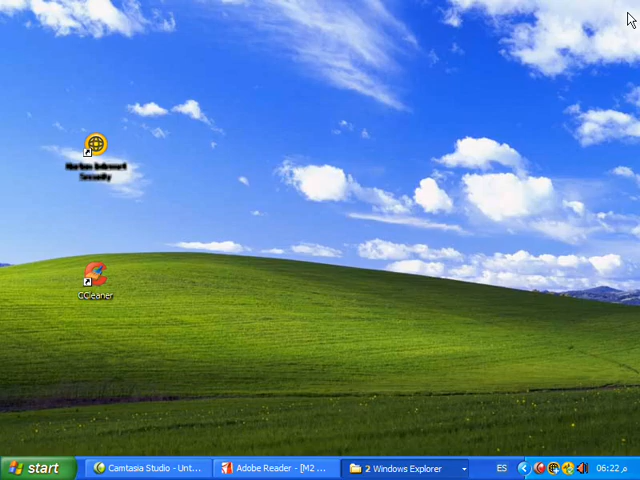 Norton Internet
Security
CCleaner
start
Camtasia Studio - Unt...
Adobe Reader - [M2 ...
2 Windows Explorer
ES
06:22 م